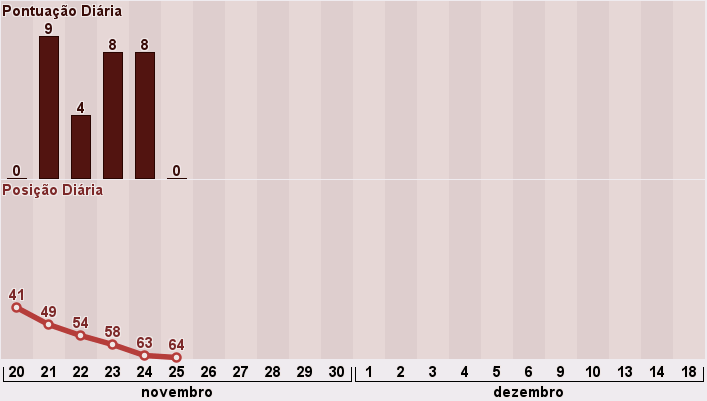 Pontuação Diária
0 9 4 8 8 0
Posição Diária
41 49 54 58 63 64
20 21 22 23 24 25 26 27 28 29 30 1 2 3 4 5 6 9 10 13 14 18
novembro dezembro